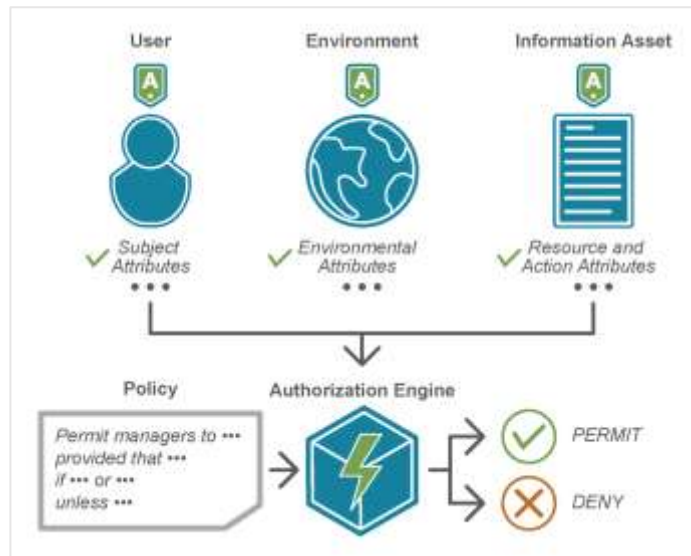 User
Environment
Information Asset
A
A
A
Subject
Attributes
Environmental
Attributes
Resource and
Action Attributes
•••
•••
•••
Policy
Authorization Engine
Permit managers to •••
provided that •••
if ••• or •••
unless •••
PERMIT
DENY